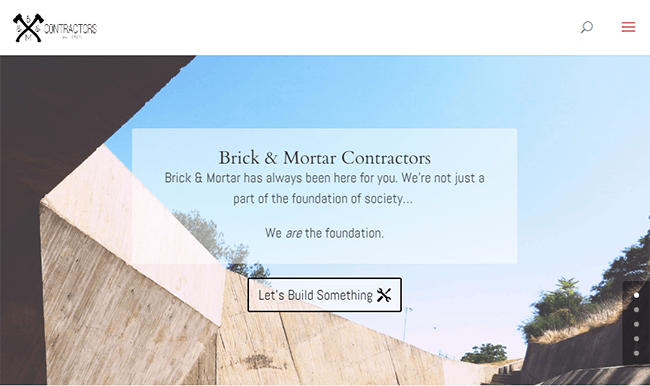 CONTRACTORS
Brick & Mortar Contractors
Brick & Mortar has always been here for you. We're not just a
part of the foundation of society...
We are the foundation.
Let's Build Something